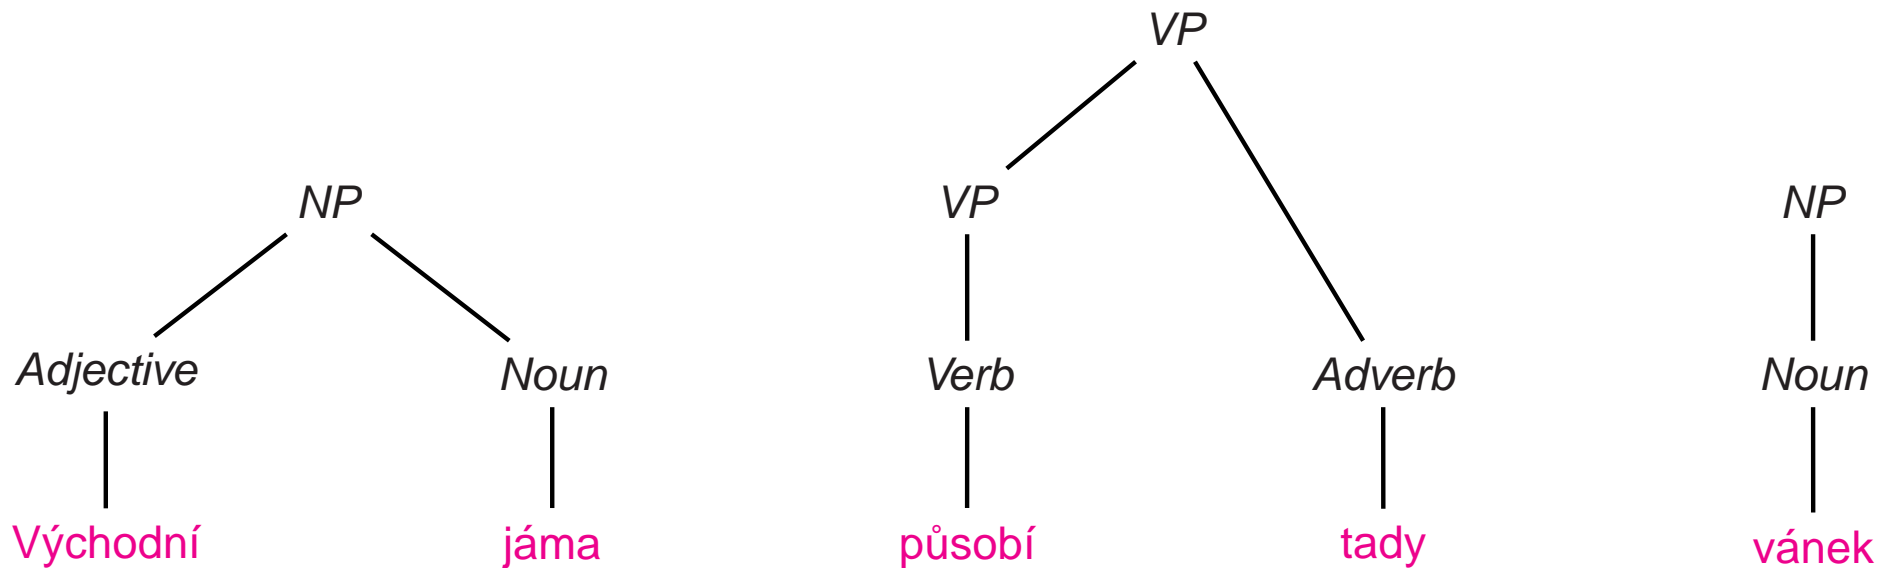 VP
NP VP NP
Adjective Noun Verb Adverb Noun
Východní jáma působí tady vánek